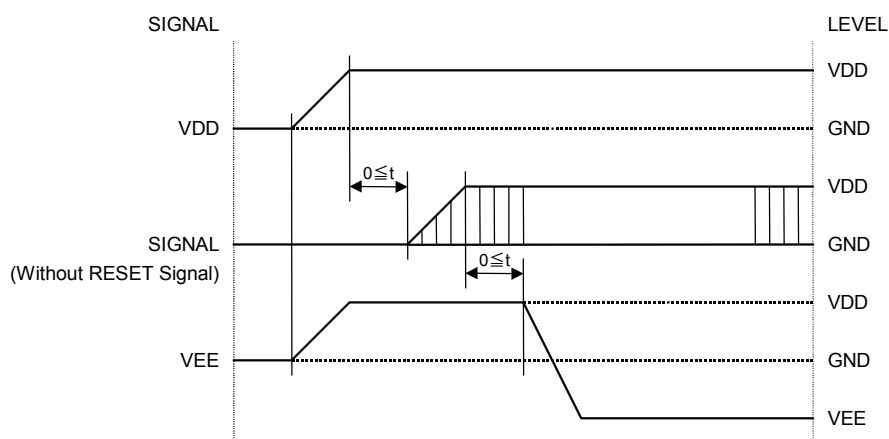 SIGNAL LEVEL
VDD
VDD GND
0≦t VDD
SIGNAL GND
(Without RESET Signal) 0≦t
VDD
VEE GND
VEE